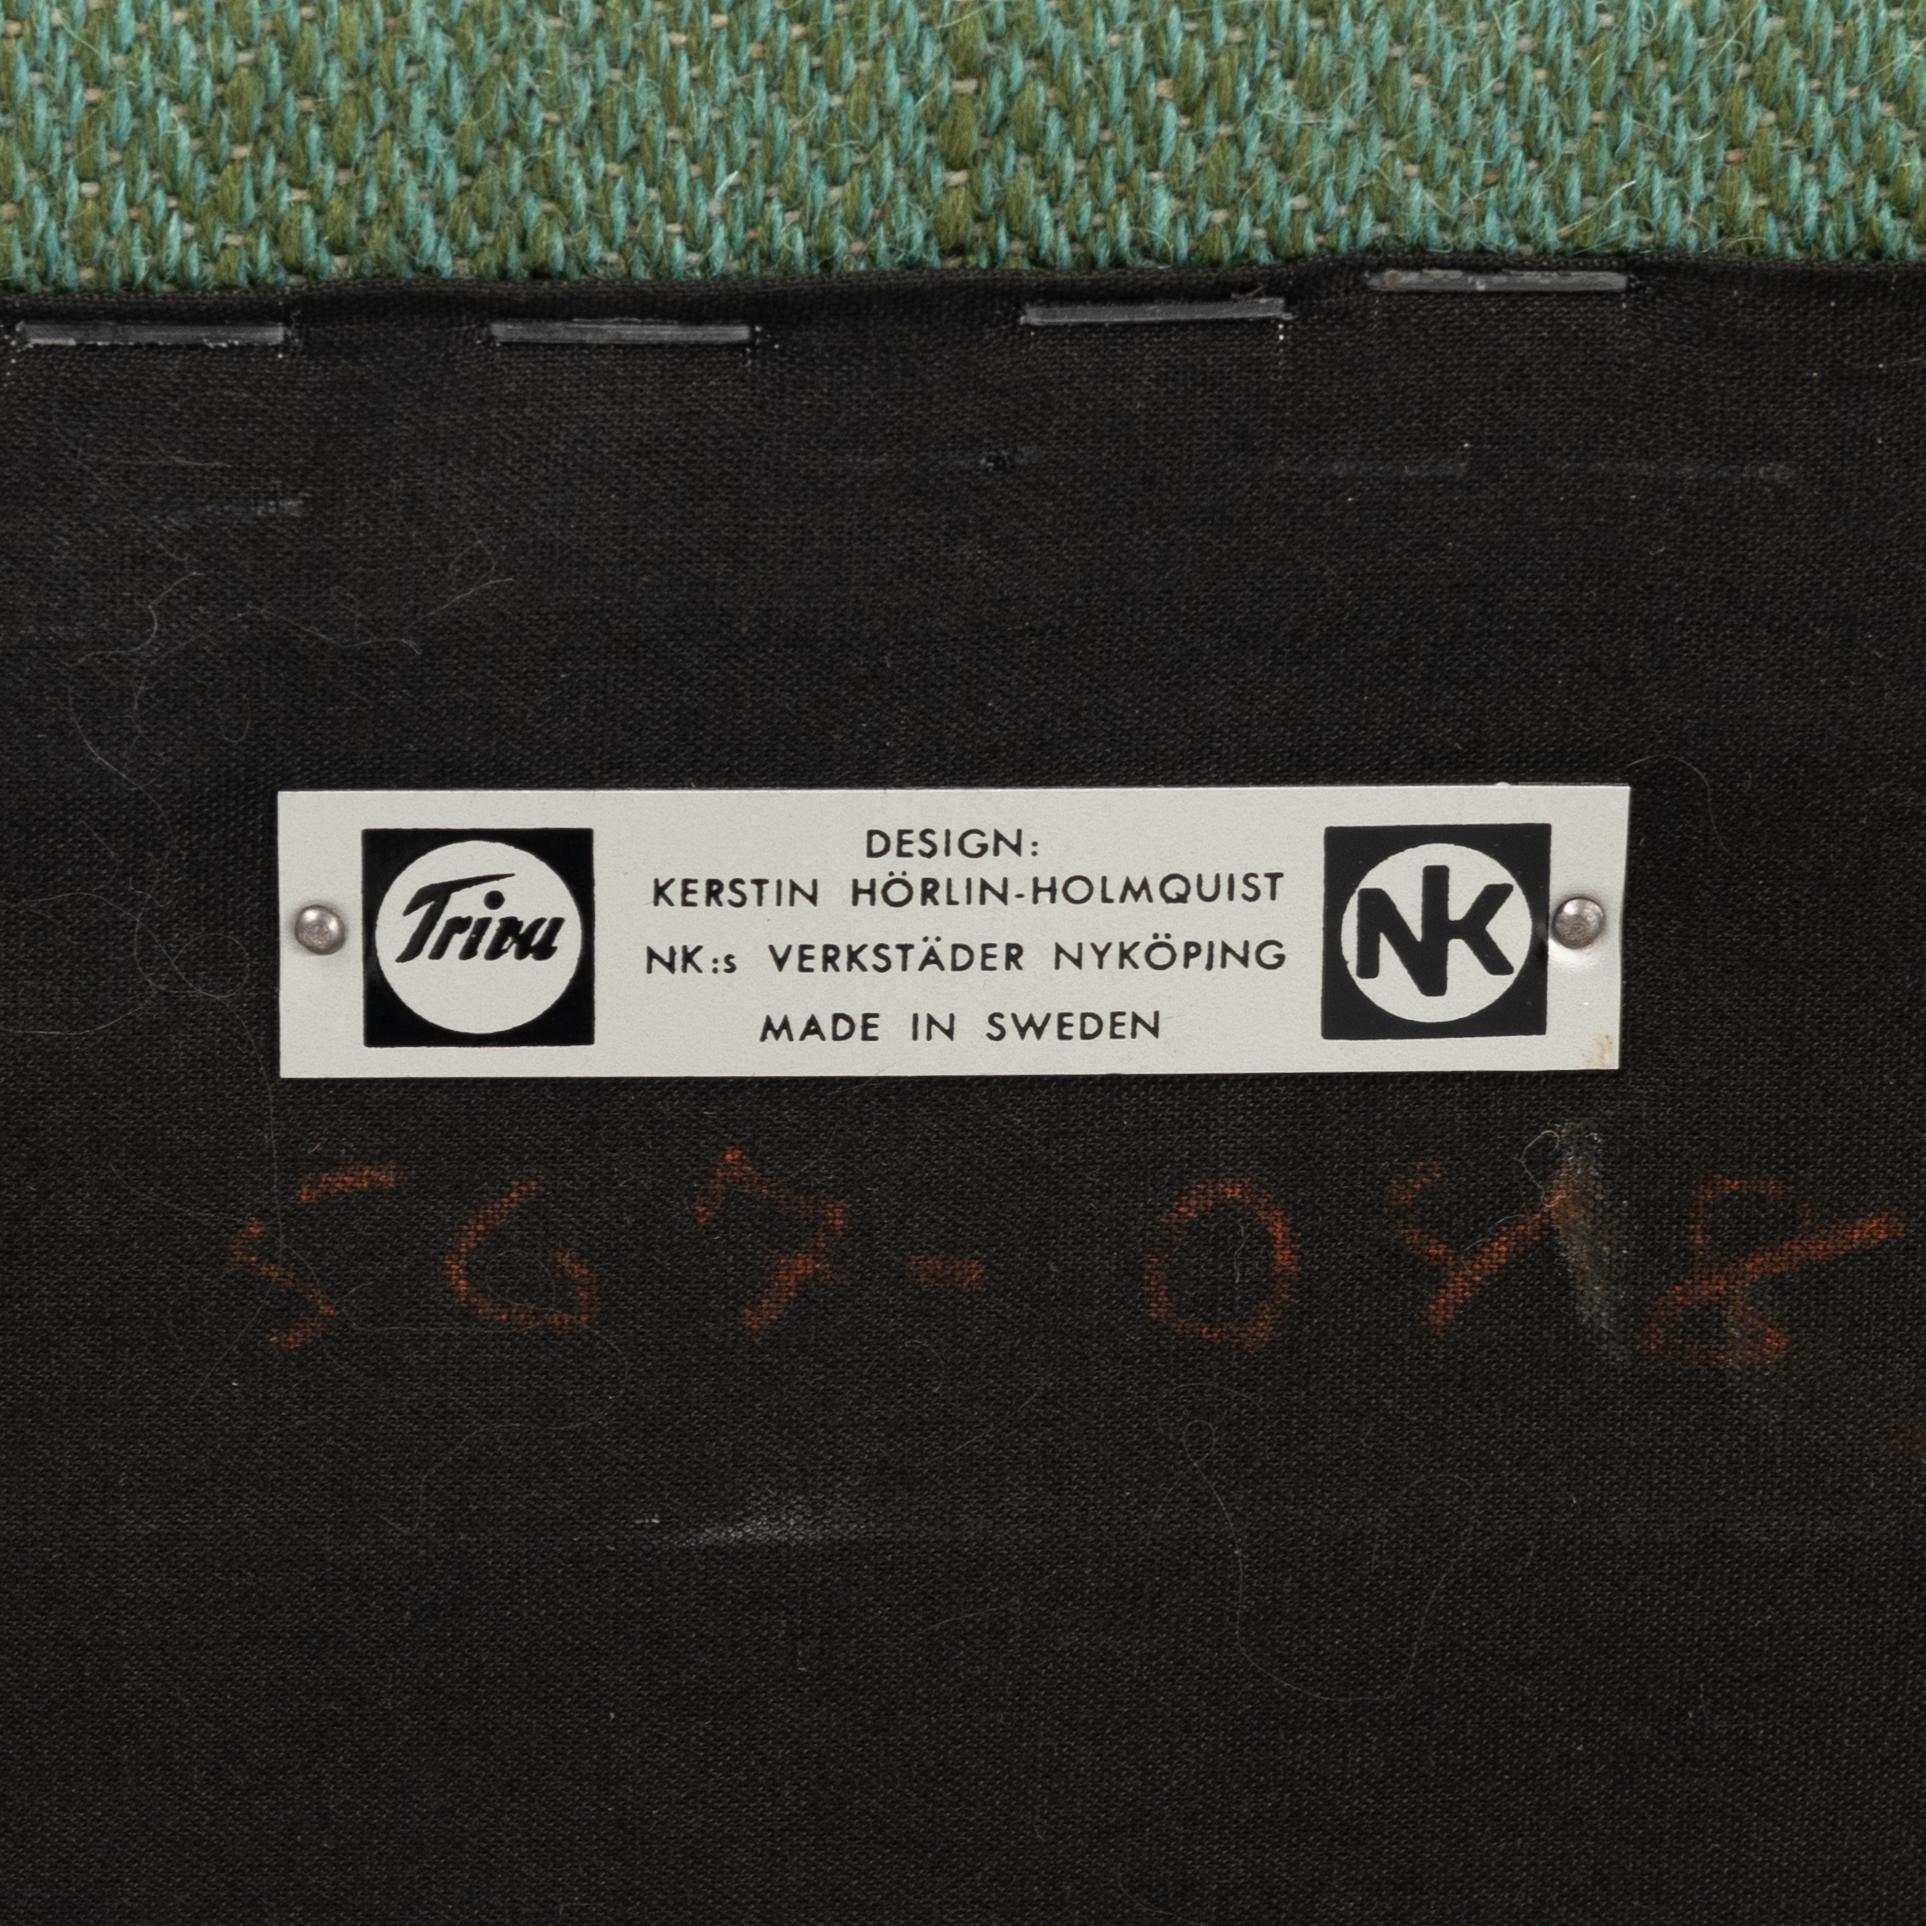 Triva
DESIGN:
KERSTIN HÖRLIN-HOLMQUIST
NK:s VERKSTÄDER NYKÖPING
MADE IN SWEDEN
NK